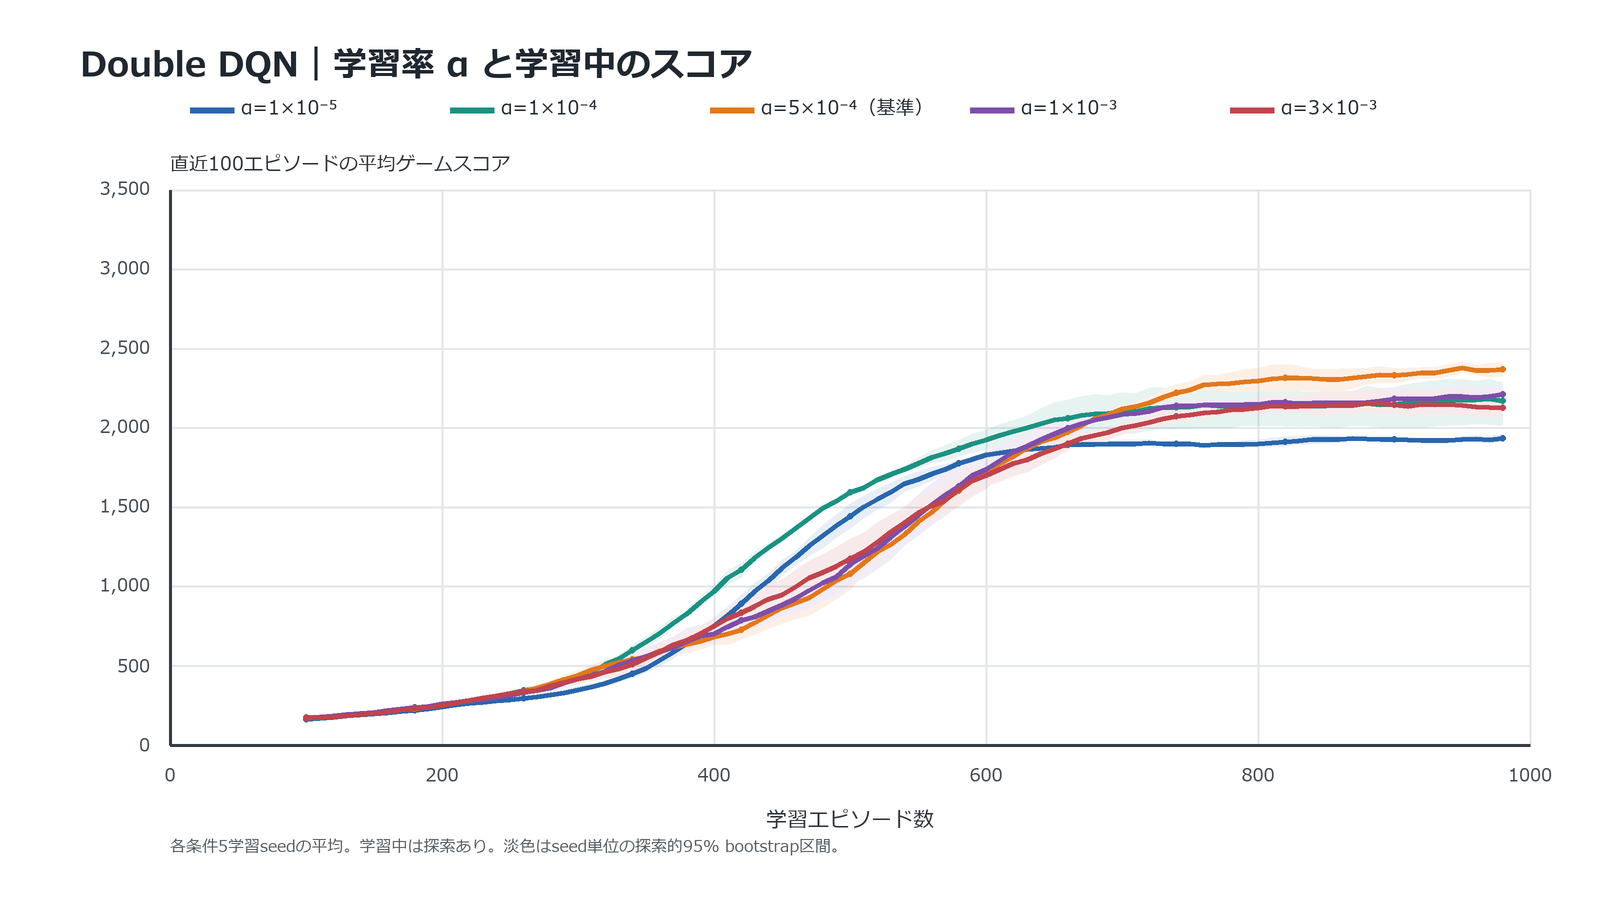 Double DQN｜学習率 α と学習中のスコア
α=1×10⁻⁵ α=1×10⁻⁴ α=5×10⁻⁴（基準） α=1×10⁻³ α=3×10⁻³
直近100エピソードの平均ゲームスコア
3,500
3,000
2,500
2,000
1,500
1,000
500
0
0 200 400 600 800 1000
学習エピソード数
各条件5学習seedの平均。学習中は探索あり。淡色はseed単位の探索的95% bootstrap区間。